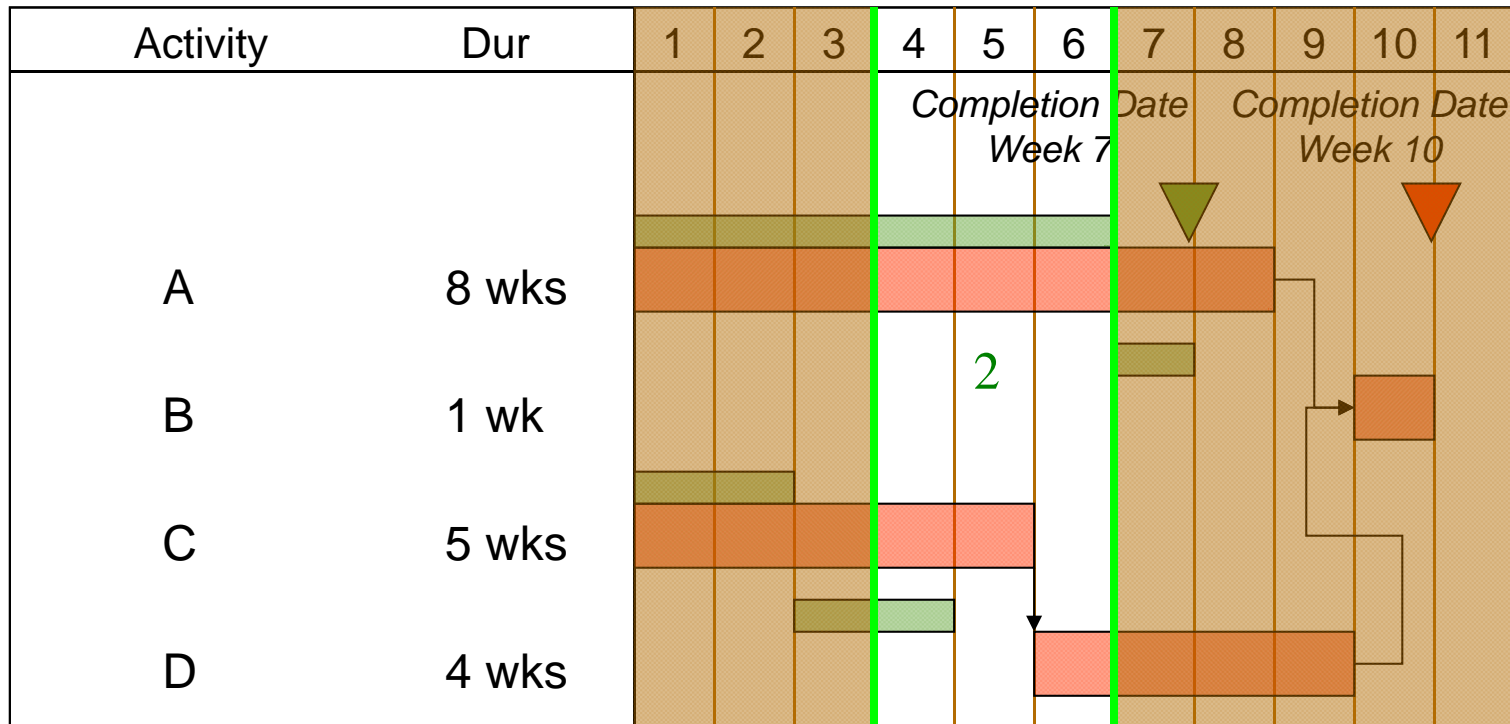 Activity Dur 1 2 3 4 5 6 7 8 9 10 11
Completion Date Completion Date
Week 7 Week 10
A 8 wks
2
B 1 wk
C 5 wks
D 4 wks